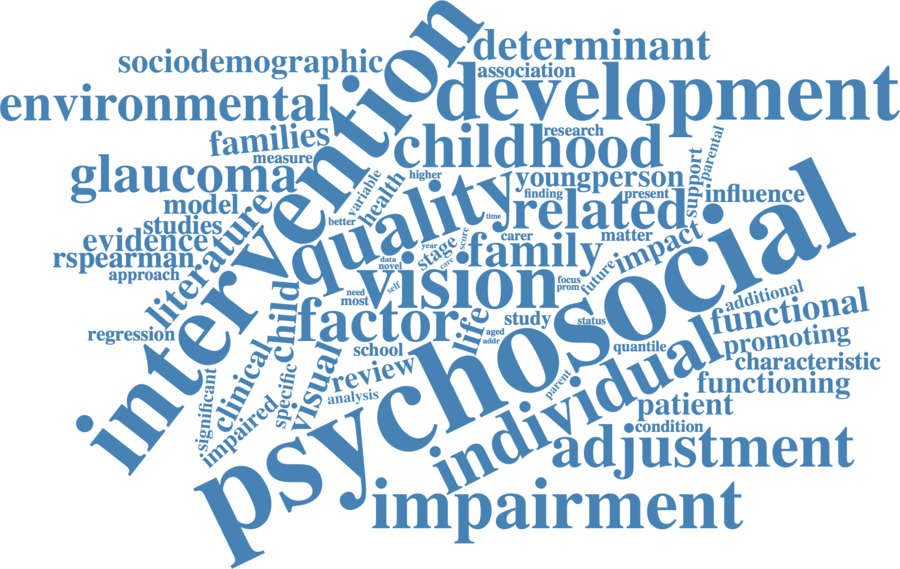 sociodemographic
determinant
association
environmental
development
intervention
families
research
measure
childhood
parental
glaucoma
variable
higher
youngperson
support
health
finding
present
influence
model
quality
related
better
time
studies
literature
evidence
stage
score
carer
matter
family
year
impact
rspearman
data
care
novel
approach
vision
focus
future
self
prom
need
most
child
additional
factor
functional
regression
life
aged
addr
study
status
psychosocial
promoting
school
quantile
clinical
visual
review
characteristic
specific
individual
significant
analysis
parent
functioning
impaired
patient
condition
adjustment
impairment